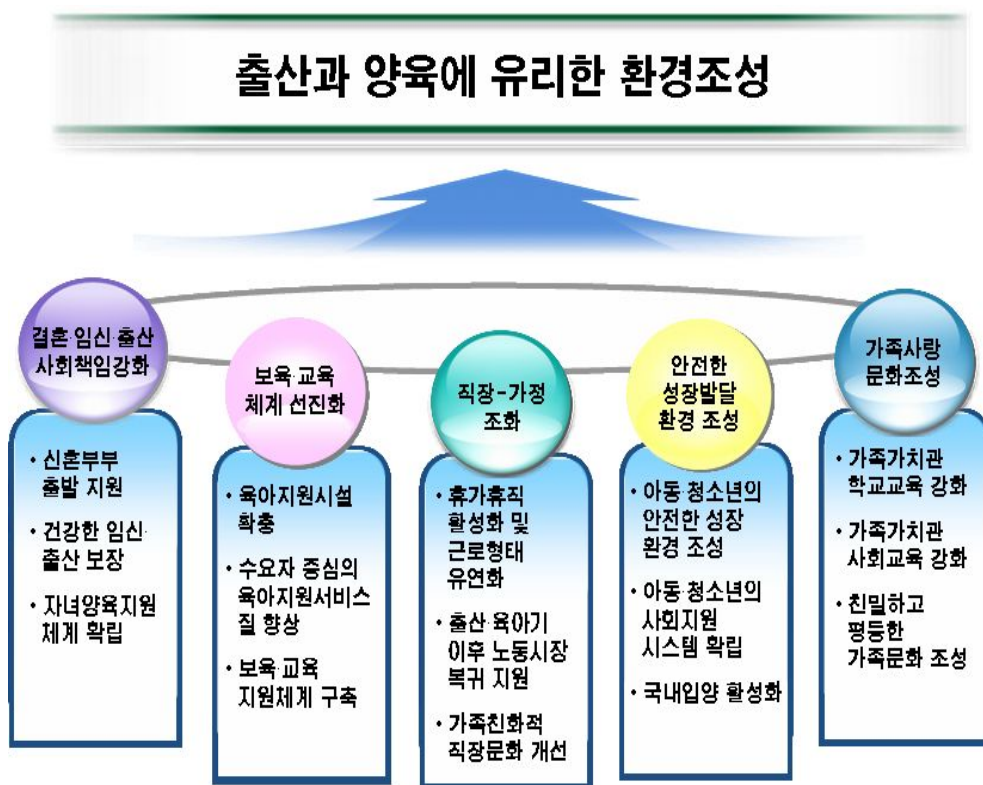 출산과 양육에 유리한 환경조성
결혼·임신·출산
사회책임강화
• 신혼부부
출발 지원
• 건강한 임신·
출산 보장
• 자녀양육지원
체계 확립
보육·교육
체계 선진화
• 육아지원시설
확충
• 수요자 중심의
육아지원서비스
질 향상
• 보육·교육
지원체계 구축
직장-가정
조화
• 휴가휴직
활성화 및
근로형태
유연화
• 출산·육아기
이후 노동시장
복귀 지원
• 가족친화적
직장문화 개선
안전한
성장발달
환경 조성
• 아동·청소년의
안전한 성장
환경 조성
• 아동·청소년의
사회지원
시스템 확립
• 국내입양 활성화
가족사랑
문화조성
• 가족가치관
학교교육 강화
• 가족가치관
사회교육 강화
• 친밀하고
평등한
가족문화 조성